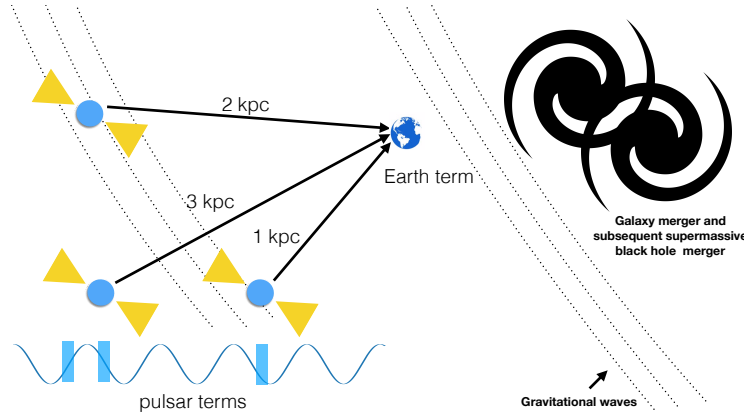 2 kpc
Earth term
3 kpc
1 kpc
Galaxy merger and
subsequent supermassive
black hole merger
pulsar terms
Gravitational waves